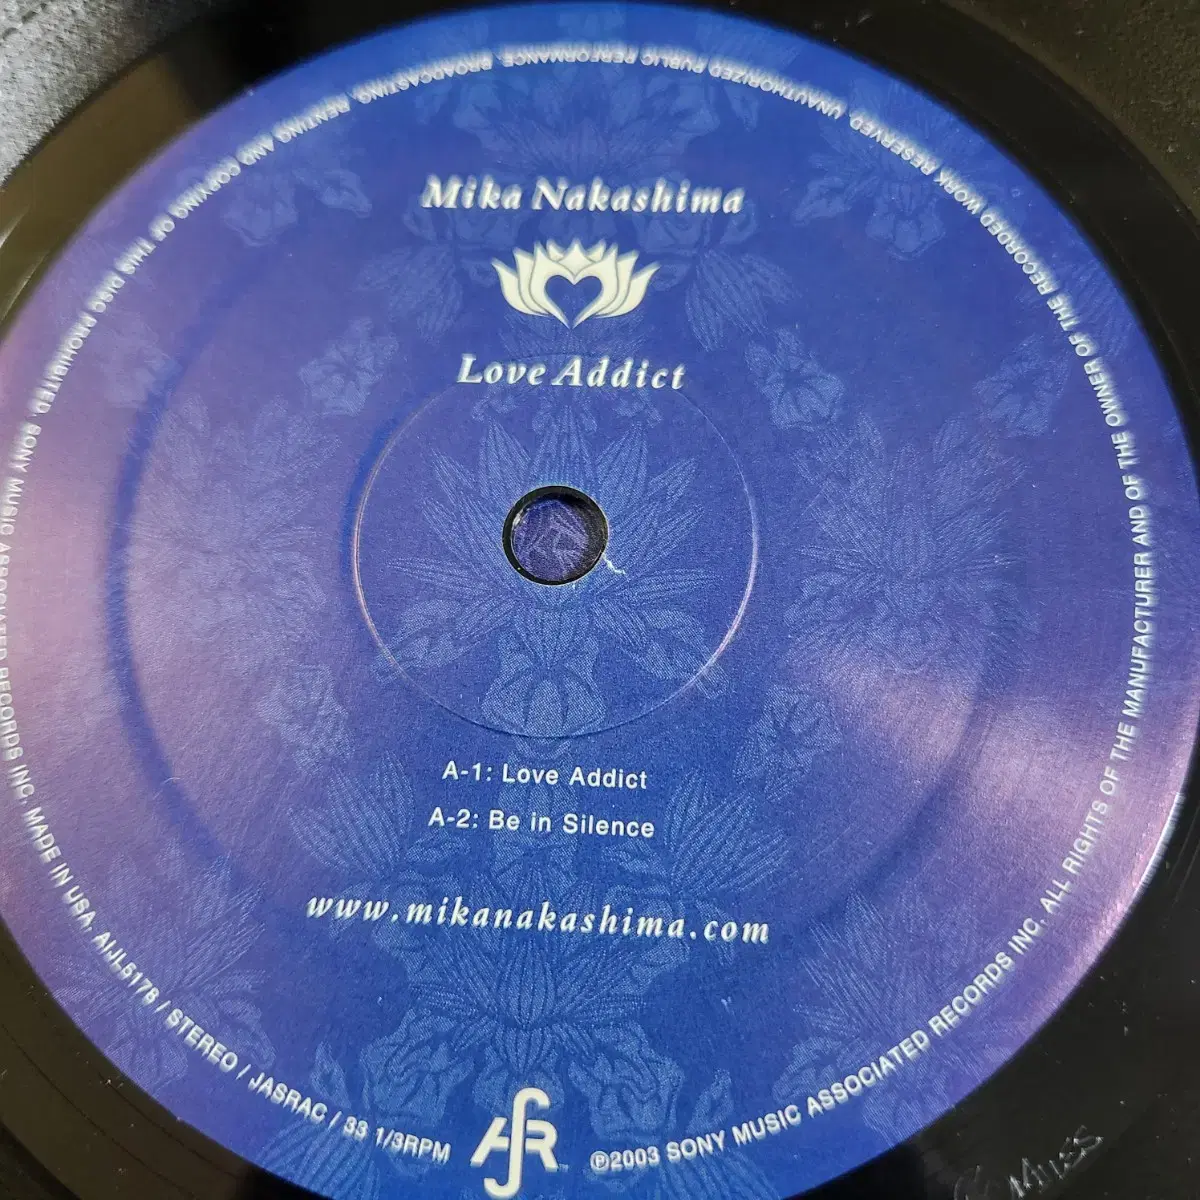 Mika Nakashima
Love Addict
A-1: Love Addict
A-2: Be in Silence
www.mikanakashima.com
AJR
℗2003 SONY MUSIC ASSOCIATED RECORDS INC. ALL RIGHTS OF THE MANUFACTURER AND OF THE OWNER OF THE RECORDED WORK RESERVED. UNAUTHORIZED PUBLIC PERFORMANCE, BROADCASTING, RENTING AND COPYING OF THIS DISC PROHIBITED. SONY MUSIC ASSOCIATED RECORDS INC. MADE IN USA. AIJL5178 / STEREO / JASRAC / 33 1/3RPM